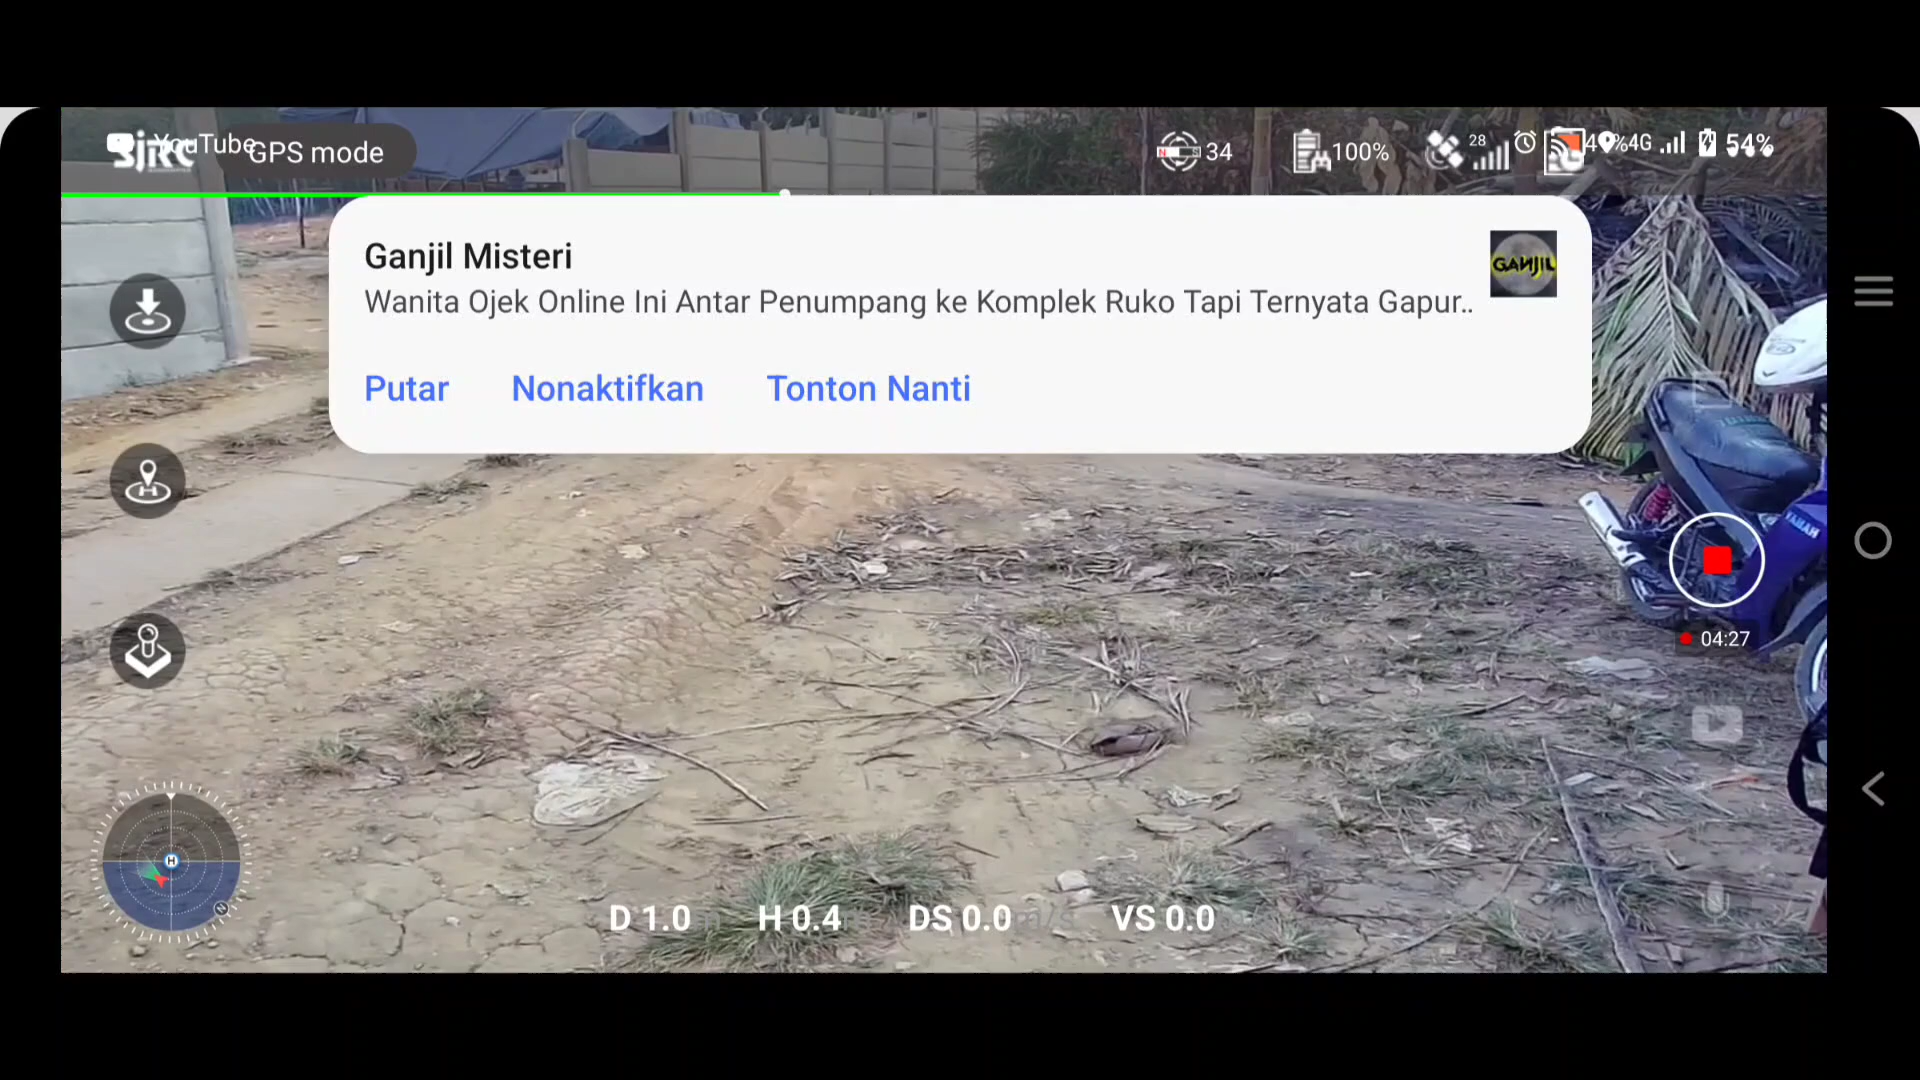 SJRC
YouTube
GPS mode
34
100%
28
4G
54%
Ganjil Misteri
Wanita Ojek Online Ini Antar Penumpang ke Komplek Ruko Tapi Ternyata Gapur..
GANJIL
Putar
Nonaktifkan
Tonton Nanti
YAMAH
04:27
H
N
D 1.0
H 0.4
DS 0.0 m/s
VS 0.0